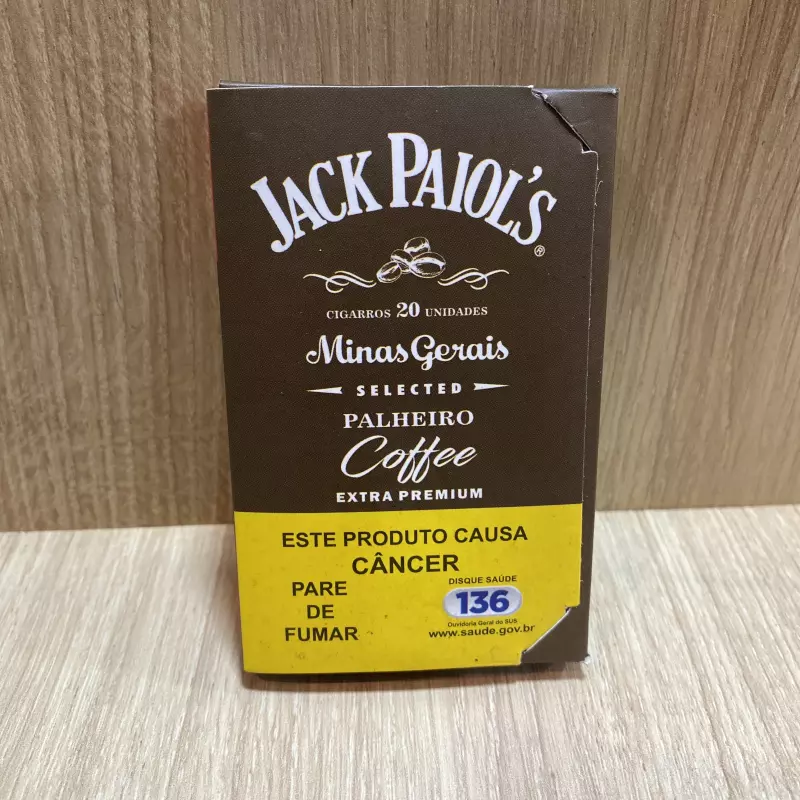 JACK PAIOL'S
®
CIGARROS 20 UNIDADES
Minas Gerais
SELECTED
PALHEIRO
Coffee
EXTRA PREMIUM
ESTE PRODUTO CAUSA
CÂNCER
PARE
DE
FUMAR
DISQUE SAÚDE
136
Ouvidoria Geral do SUS
www.saude.gov.br